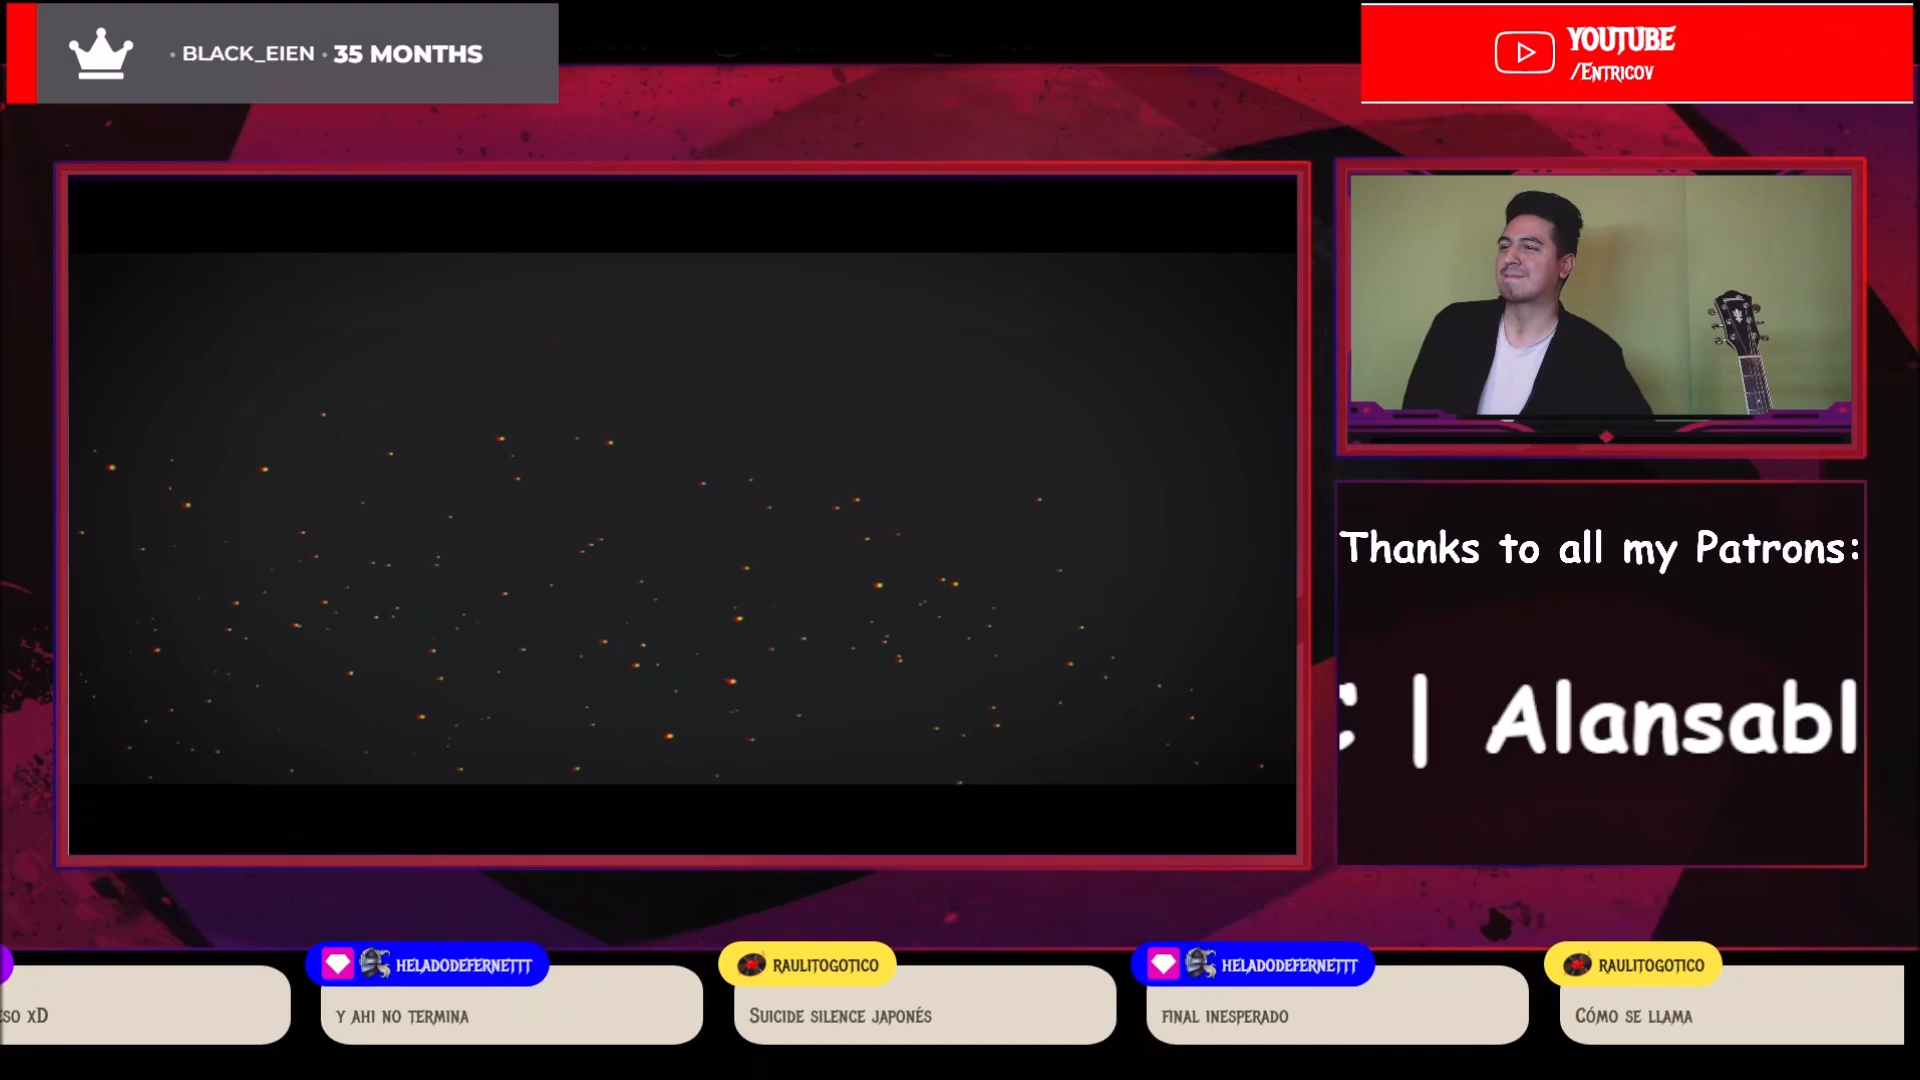 · BLACK_EIEN · 35 MONTHS
YOUTUBE
/ENTRICOV
Thanks to all my Patrons:
| Alansabl
HELADODEFERNETTT
RAULITOGOTICO
HELADODEFERNETTT
RAULITOGOTICO
SO XD
Y AHI NO TERMINA
SUICIDE SILENCE JAPONÉS
FINAL INESPERADO
CÓMO SE LLAMA